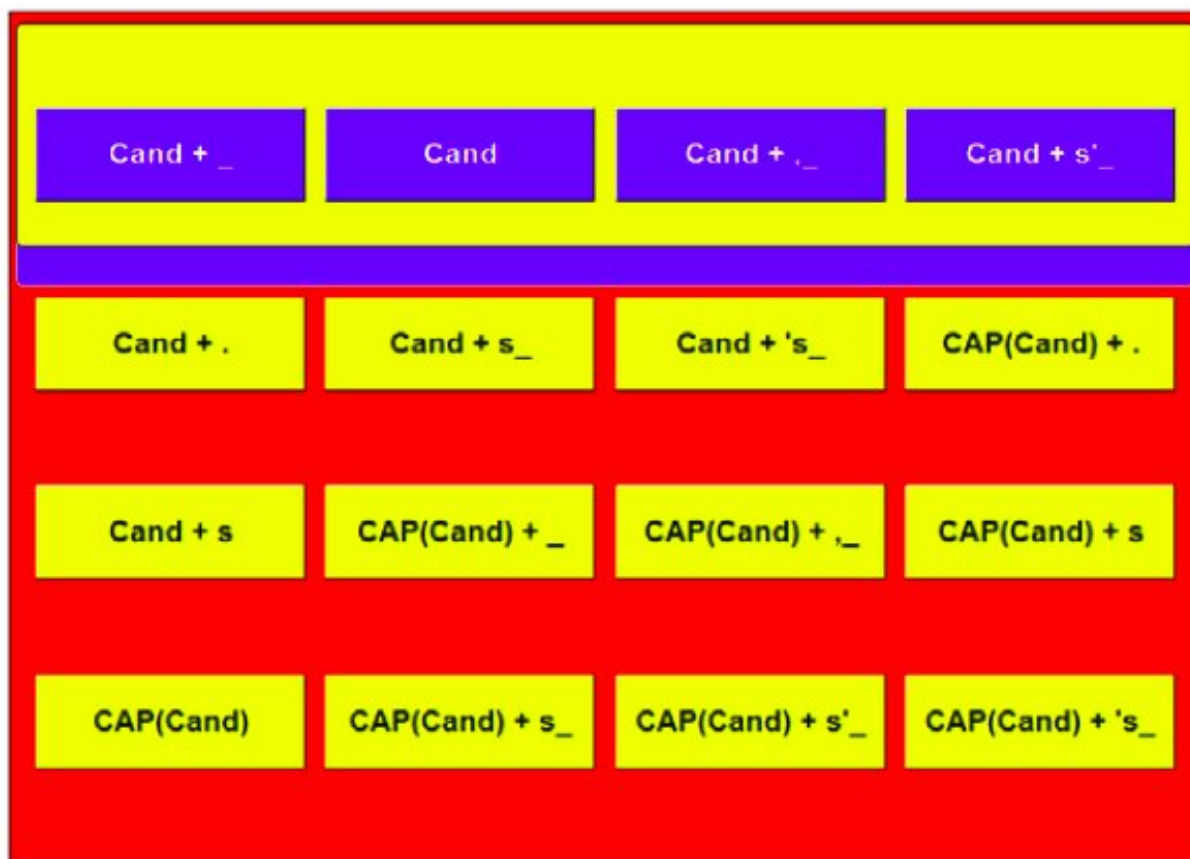 Cand + _ Cand Cand + ,_ Cand + s'_
Cand + . Cand + s_ Cand + 's_ CAP(Cand) + .
Cand + s CAP(Cand) + _ CAP(Cand) + ,_ CAP(Cand) + s
CAP(Cand) CAP(Cand) + s_ CAP(Cand) + s'_ CAP(Cand) + 's_